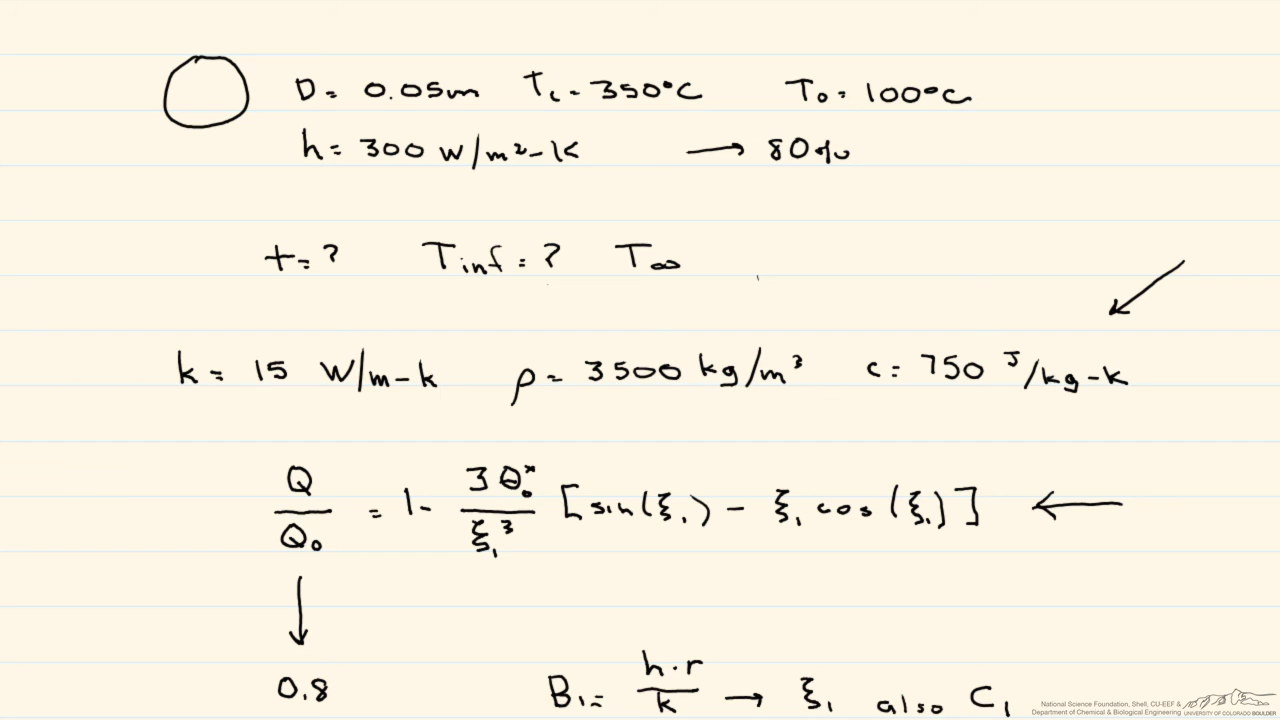 D = 0.05m Tᵢ = 350°C T₀ = 100°C
h = 300 W/m²-K → 80%
t = ? Tinf = ? T∞
k = 15 W/m-k ρ = 3500 kg/m³ c = 750 J/kg-K
Q/Q₀ = 1 - 3θ₀*/ξ₁³ [sin(ξ₁) - ξ₁ cos(ξ₁)] ←
↓
0.8 Bi = h·r/k → ξ₁ also C₁
National Science Foundation, Shell, CU-EEF &
Department of Chemical & Biological Engineering UNIVERSITY OF COLORADO BOULDER